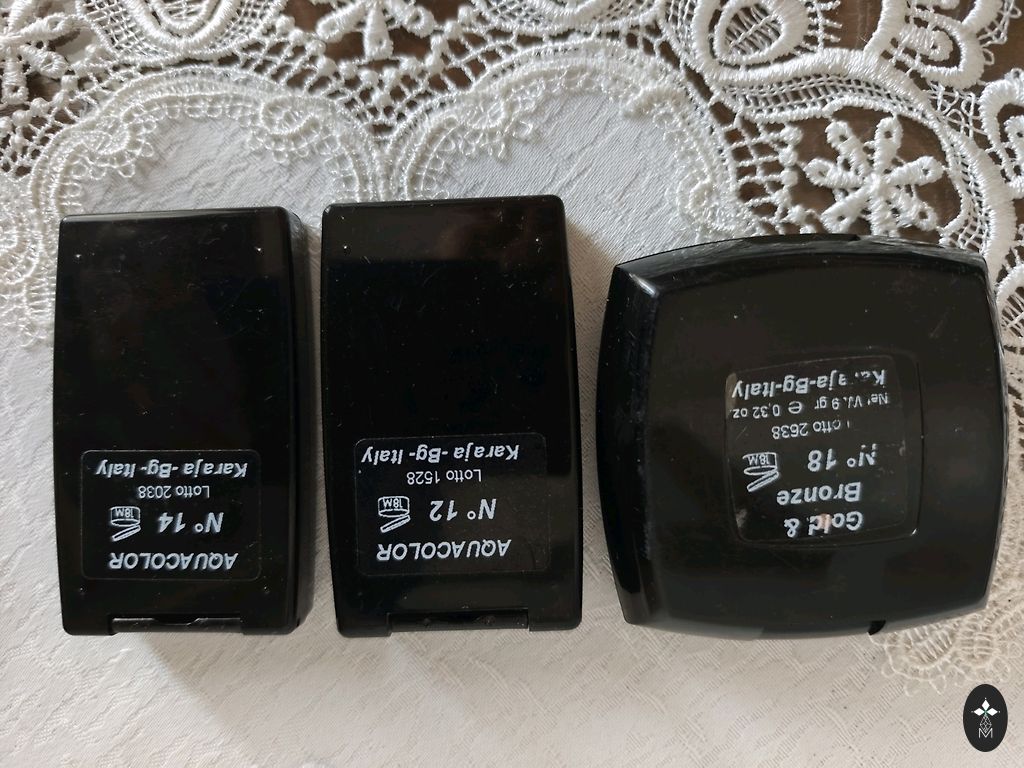 AQUACOLOR
N° 14
18M
Lotto 2038
Karaja -Bg- Italy
AQUACOLOR
N° 12
18M
Lotto 1528
Karaja -Bg- Italy
Gold &
Bronze
N° 18
18M
Lotto 2638
Net W. 9 gr e 0,32 oz
Karaja-Bg-Italy
M